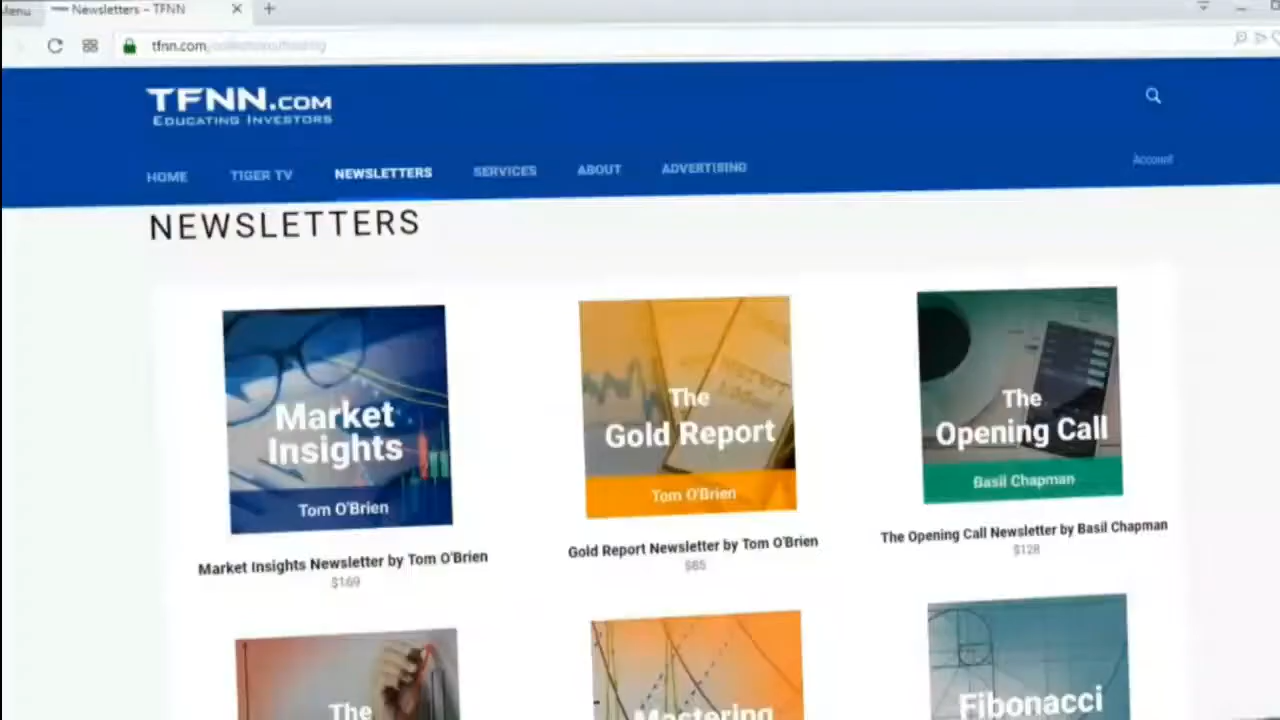 Menu
Newsletters – TFNN
tfnn.com
TFNN.COM
EDUCATING INVESTORS
Account
HOME
TIGER TV
NEWSLETTERS
SERVICES
ABOUT
ADVERTISING
NEWSLETTERS
Market
Insights
Tom O'Brien
Market Insights Newsletter by Tom O'Brien
$169
The
Gold Report
Tom O'Brien
Gold Report Newsletter by Tom O'Brien
The
Opening Call
Basil Chapman
The Opening Call Newsletter by Basil Chapman
$128
The
Mastering
Fibonacci